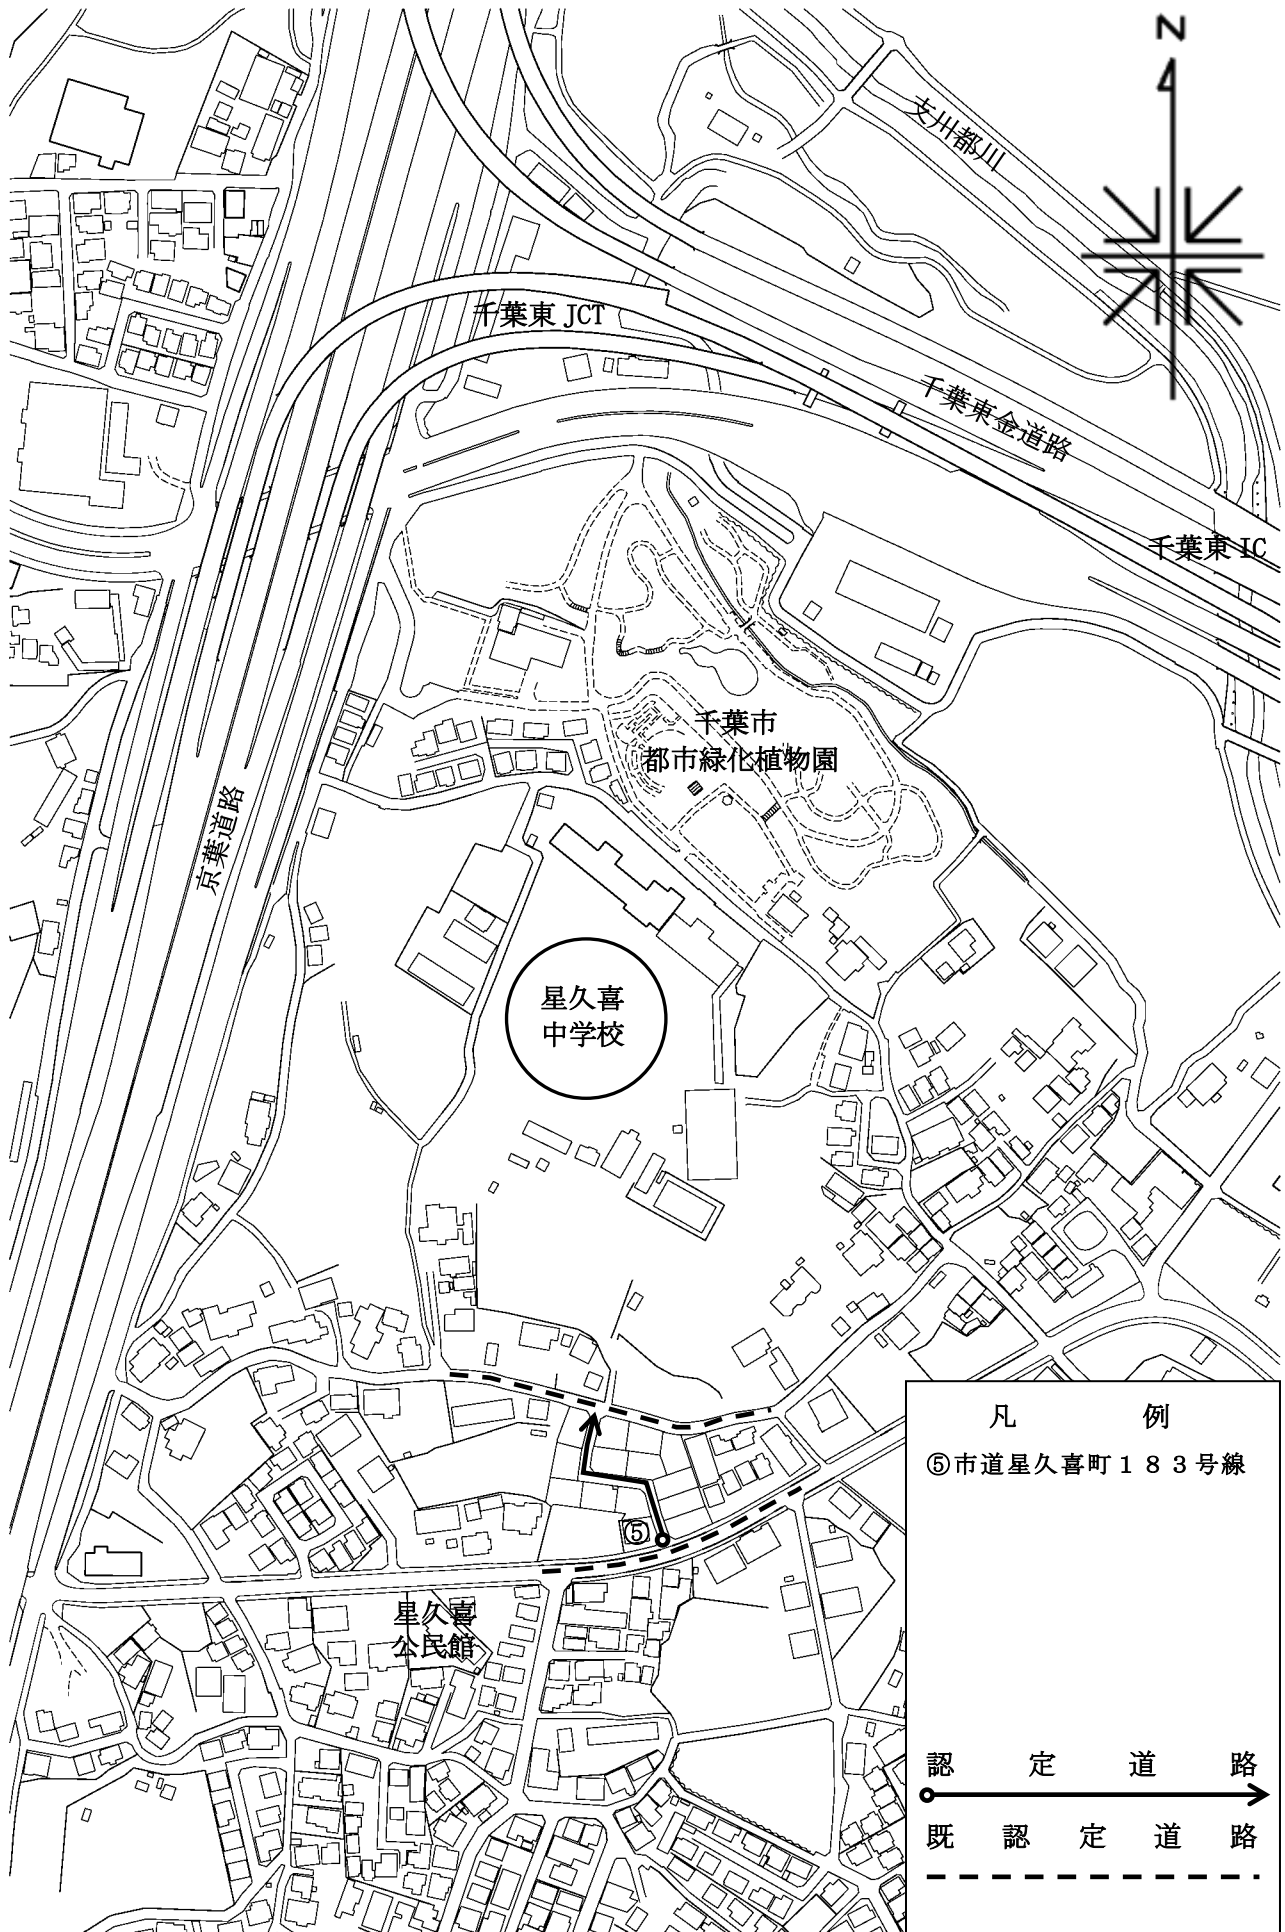 N
支川都川
千葉東 JCT
千葉東金道路
千葉東 IC
千葉市
都市緑化植物園
京葉道路
星久喜
中学校
凡 例
⑤市道星久喜町１８３号線
⑤
星久喜
公民館
認 定 道 路
既 認 定 道 路